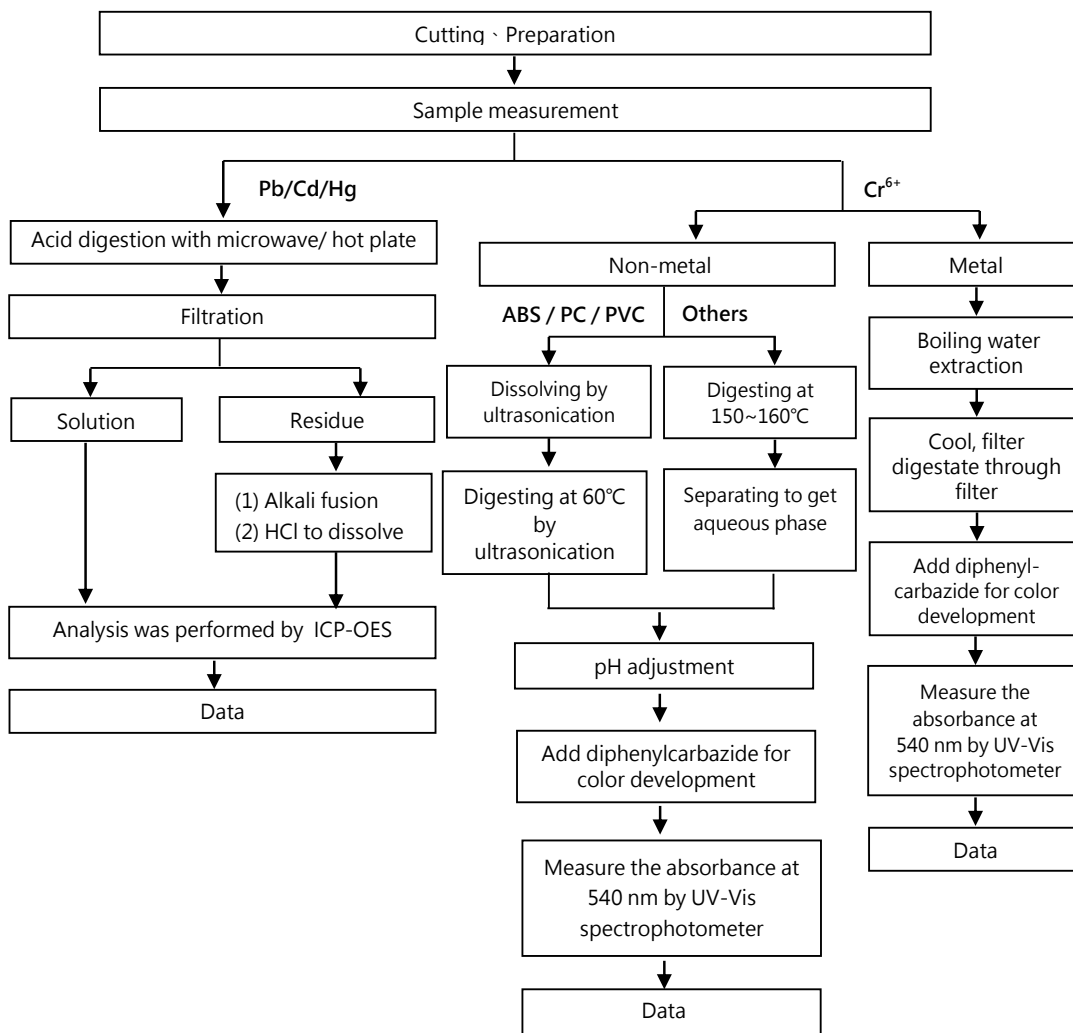 Cutting、Preparation
Sample measurement
Pb/Cd/Hg
Acid digestion with microwave/ hot plate
Filtration
Solution
Residue
(1) Alkali fusion
(2) HCl to dissolve
Analysis was performed by ICP-OES
Data
Cr⁶⁺
Non-metal
ABS / PC / PVC
Others
Dissolving by
ultrasonication
Digesting at 60℃
by
ultrasonication
Digesting at
150~160℃
Separating to get
aqueous phase
pH adjustment
Add diphenylcarbazide for
color development
Measure the absorbance at
540 nm by UV-Vis
spectrophotometer
Data
Metal
Boiling water
extraction
Cool, filter
digestate through
filter
Add diphenyl-
carbazide for color
development
Measure the
absorbance at
540 nm by UV-Vis
spectrophotometer
Data